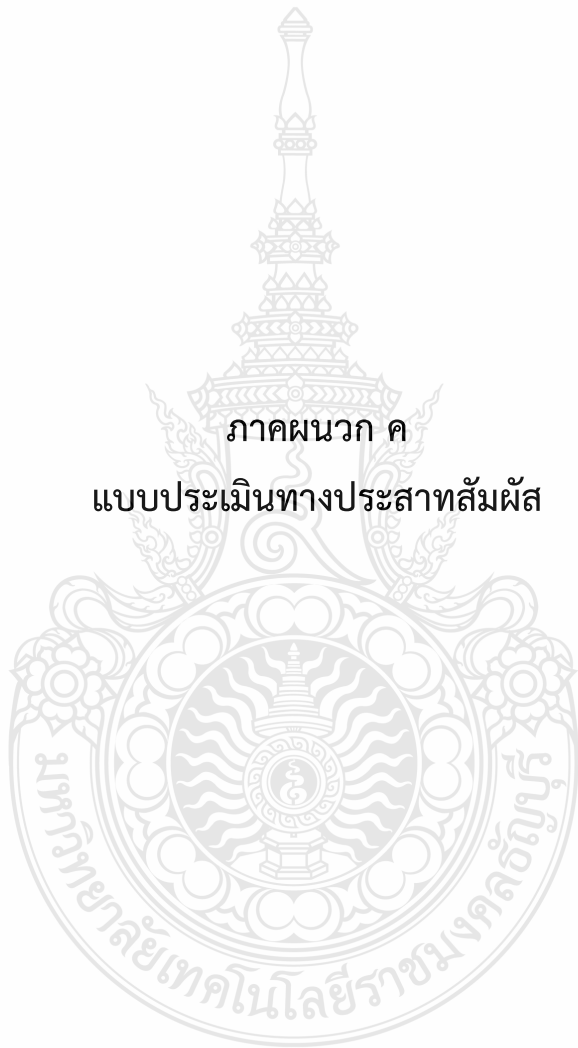 ภาคผนวก ค
แบบประเมินทางประสาทสัมผัส
มหาวิทยาลัยเทคโนโลยีราชมงคลธัญบุรี